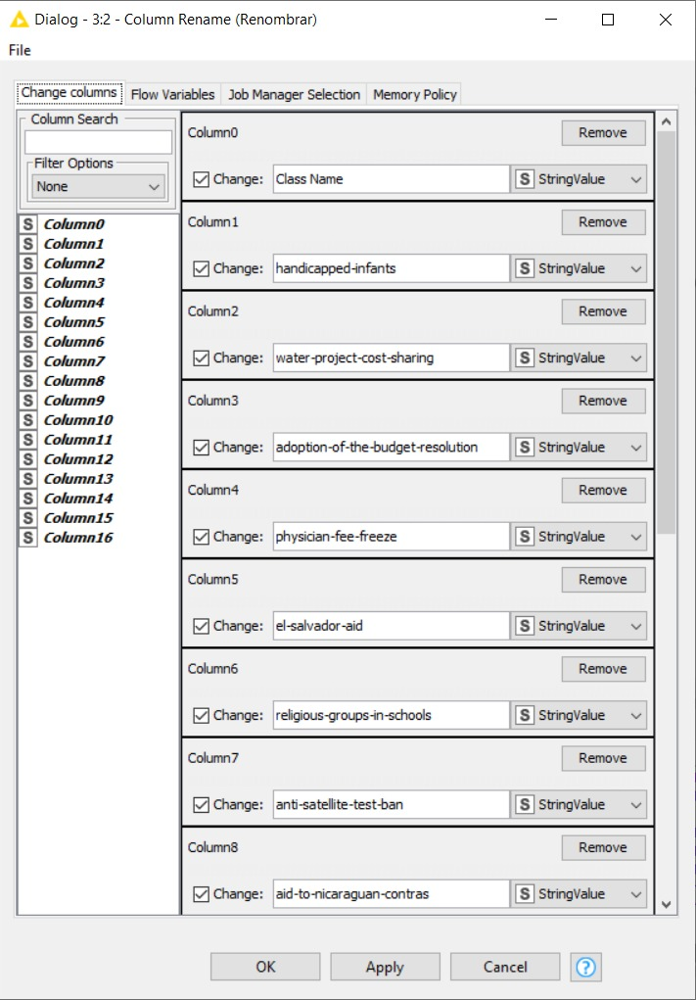 Dialog - 3:2 - Column Rename (Renombrar)
File
Change columns Flow Variables Job Manager Selection Memory Policy
Column Search
Filter Options
None
S Column0
S Column1
S Column2
S Column3
S Column4
S Column5
S Column6
S Column7
S Column8
S Column9
S Column10
S Column11
S Column12
S Column13
S Column14
S Column15
S Column16
Column0 Remove
Change: Class Name S StringValue
Column1 Remove
Change: handicapped-infants S StringValue
Column2 Remove
Change: water-project-cost-sharing S StringValue
Column3 Remove
Change: adoption-of-the-budget-resolution S StringValue
Column4 Remove
Change: physician-fee-freeze S StringValue
Column5 Remove
Change: el-salvador-aid S StringValue
Column6 Remove
Change: religious-groups-in-schools S StringValue
Column7 Remove
Change: anti-satellite-test-ban S StringValue
Column8 Remove
Change: aid-to-nicaraguan-contras S StringValue
OK Apply Cancel ?